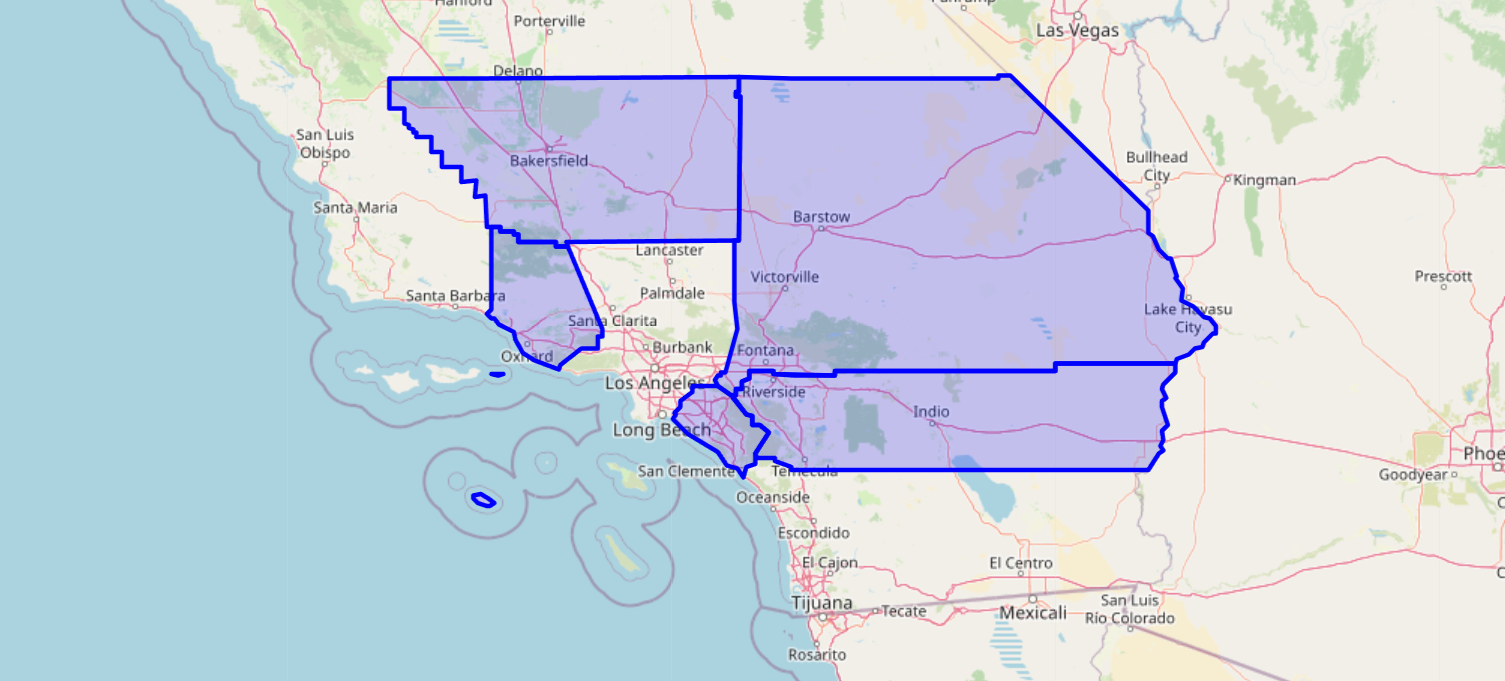 Hanford
Porterville
Las Vegas
Delano
San Luis
Obispo
Bakersfield
Bullhead
City
Kingman
Santa Maria
Barstow
Lancaster
Victorville
Prescott
Palmdale
Santa Barbara
Lake Havasu
City
Santa Clarita
Burbank
Fontana
Oxnard
Los Angeles
Riverside
Indio
Long Beach
San Clemente
Temecula
Goodyear
Phoe
Oceanside
Escondido
El Cajon
El Centro
Tijuana
Tecate
Mexicali
San Luis
Río Colorado
Rosarito